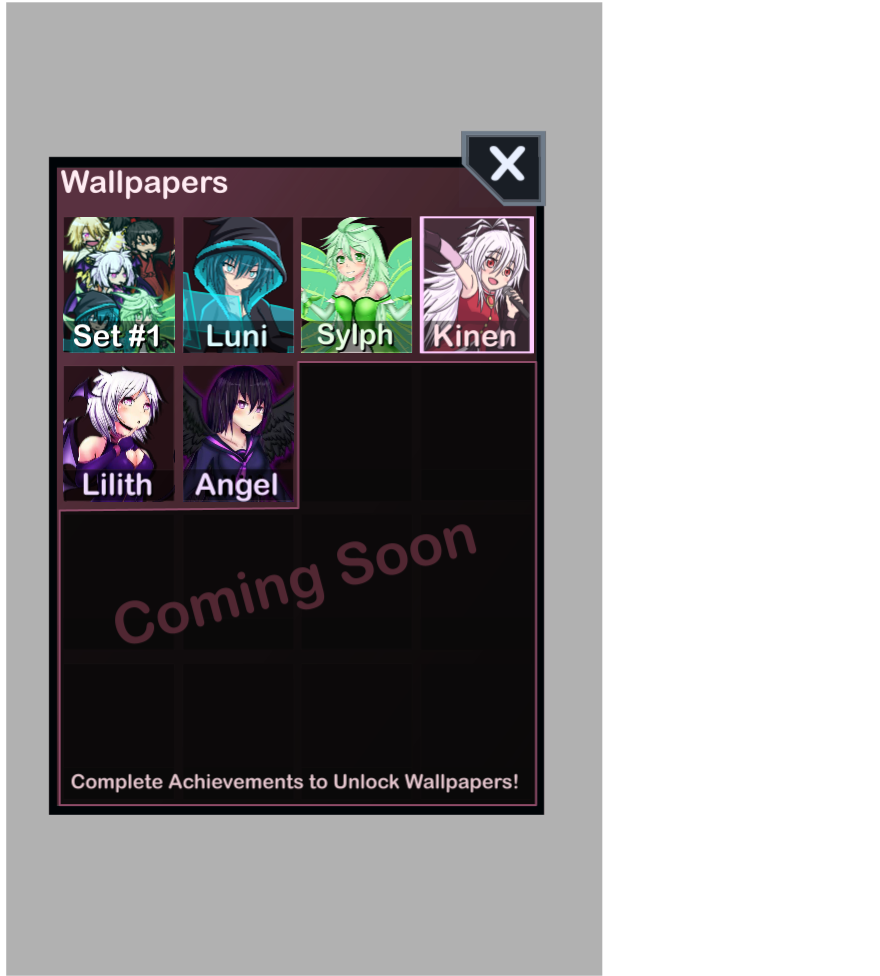 Wallpapers
Set #1
Luni
Sylph
Kinen
Lilith
Angel
Coming Soon
Complete Achievements to Unlock Wallpapers!